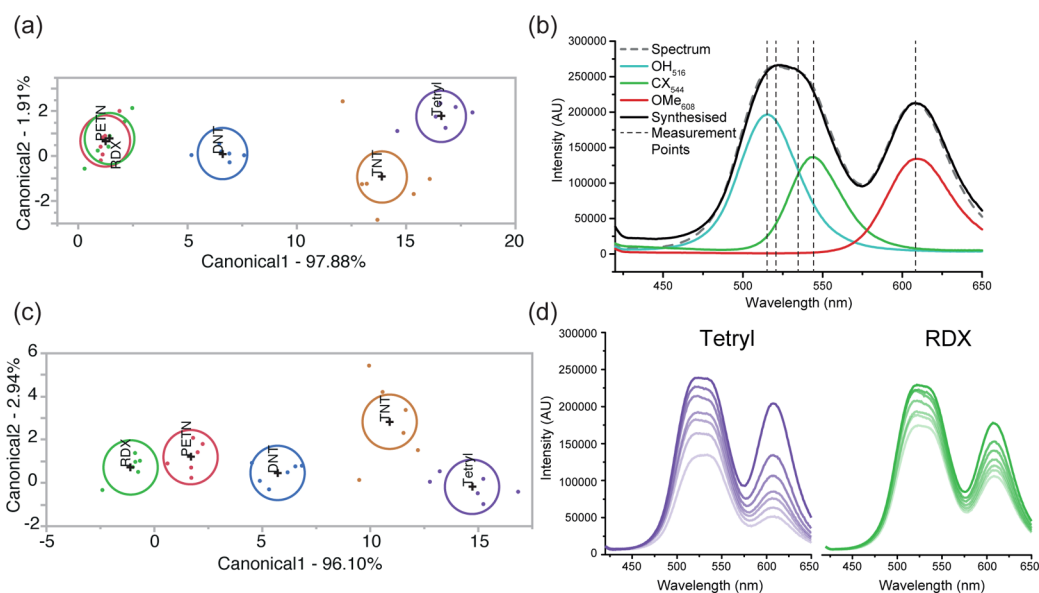 (a)
Canonical2 - 1.91%
2
0
-2
PETN
RDX
DNT
TNT
Tetryl
0
5
10
15
20
Canonical1 - 97.88%
(b)
Intensity (AU)
300000
250000
200000
150000
100000
50000
0
Spectrum
OH516
CX544
OMe608
Synthesised
Measurement
Points
450
500
550
600
650
Wavelength (nm)
(c)
Canonical2 - 2.94%
6
4
2
0
-2
RDX
PETN
DNT
TNT
Tetryl
-5
0
5
10
15
Canonical1 - 96.10%
(d)
Tetryl
RDX
Intensity (AU)
300000
250000
200000
150000
100000
50000
0
450
500
550
600
650
450
500
550
600
650
Wavelength (nm)
Wavelength (nm)